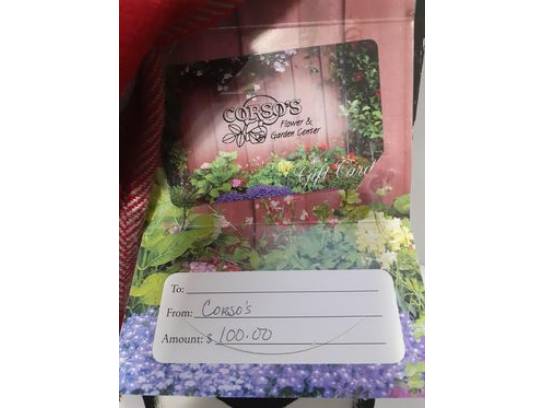 CORSO'S
Flower &
Garden Center
Gift Card
To:
From: Corso's
Amount: $ 100.00